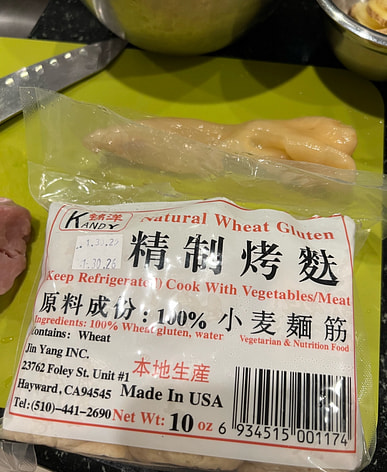 KANDY 錦洋
Natural Wheat Gluten
精制烤麩
Keep Refrigerated) Cook With Vegetables/Meat
原料成份：100% 小麦麵筋
Ingredients: 100% Wheat gluten, water
Vegetarian & Nutrition Food
Contains: Wheat
Jin Yang INC.
23762 Foley St. Unit #1
本地生産
Hayward, CA94545
Made In USA
Tel:(510)-441-2690
Net Wt: 10 oz
6 934515 001174